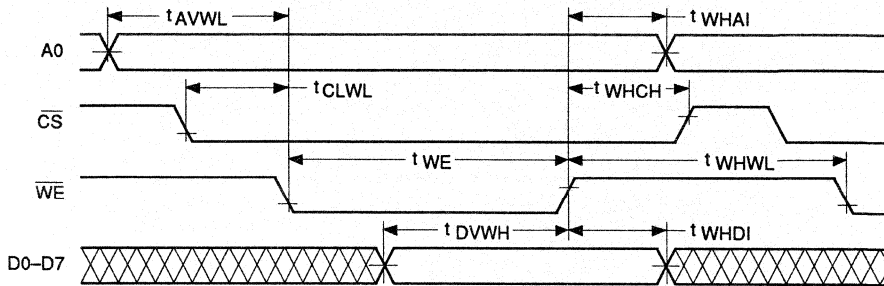 tAVWL tWHAI
A0
tCLWL tWHCH
CS
tWE tWHWL
WE
tDVWH tWHDI
D0–D7